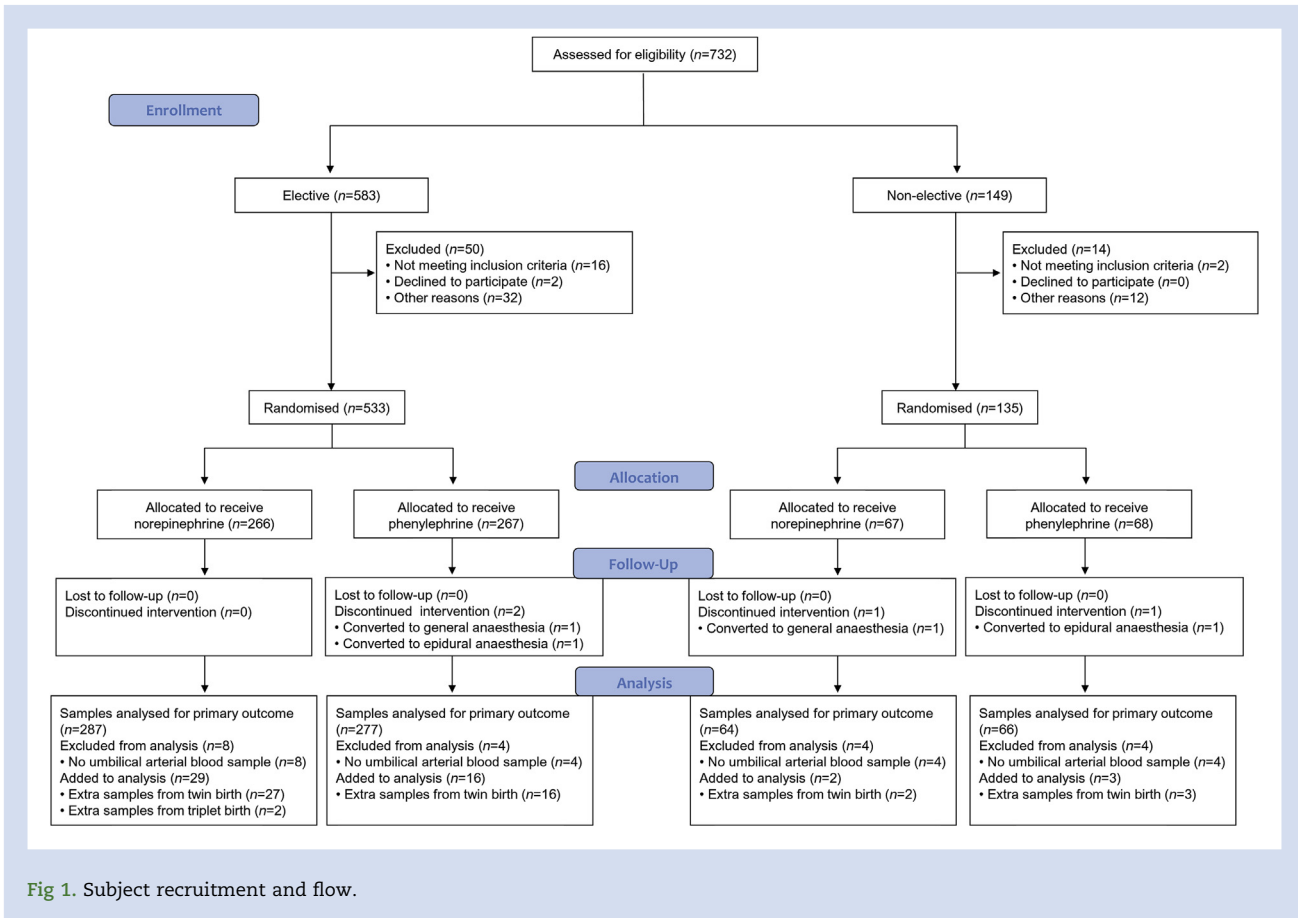 Assessed for eligibility (n=732)
Enrollment
Elective (n=583)
Non-elective (n=149)
Excluded (n=50)
• Not meeting inclusion criteria (n=16)
• Declined to participate (n=2)
• Other reasons (n=32)
Excluded (n=14)
• Not meeting inclusion criteria (n=2)
• Declined to participate (n=0)
• Other reasons (n=12)
Randomised (n=533)
Randomised (n=135)
Allocation
Allocated to receive
norepinephrine (n=266)
Allocated to receive
phenylephrine (n=267)
Allocated to receive
norepinephrine (n=67)
Allocated to receive
phenylephrine (n=68)
Follow-Up
Lost to follow-up (n=0)
Discontinued intervention (n=0)
Lost to follow-up (n=0)
Discontinued intervention (n=2)
• Converted to general anaesthesia (n=1)
• Converted to epidural anaesthesia (n=1)
Lost to follow-up (n=0)
Discontinued intervention (n=1)
• Converted to general anaesthesia (n=1)
Lost to follow-up (n=0)
Discontinued intervention (n=1)
• Converted to epidural anaesthesia (n=1)
Analysis
Samples analysed for primary outcome
(n=287)
Excluded from analysis (n=8)
• No umbilical arterial blood sample (n=8)
Added to analysis (n=29)
• Extra samples from twin birth (n=27)
• Extra samples from triplet birth (n=2)
Samples analysed for primary outcome
(n=277)
Excluded from analysis (n=4)
• No umbilical arterial blood sample (n=4)
Added to analysis (n=16)
• Extra samples from twin birth (n=16)
Samples analysed for primary outcome
(n=64)
Excluded from analysis (n=4)
• No umbilical arterial blood sample (n=4)
Added to analysis (n=2)
• Extra samples from twin birth (n=2)
Samples analysed for primary outcome
(n=66)
Excluded from analysis (n=4)
• No umbilical arterial blood sample (n=4)
Added to analysis (n=3)
• Extra samples from twin birth (n=3)
Fig 1. Subject recruitment and flow.